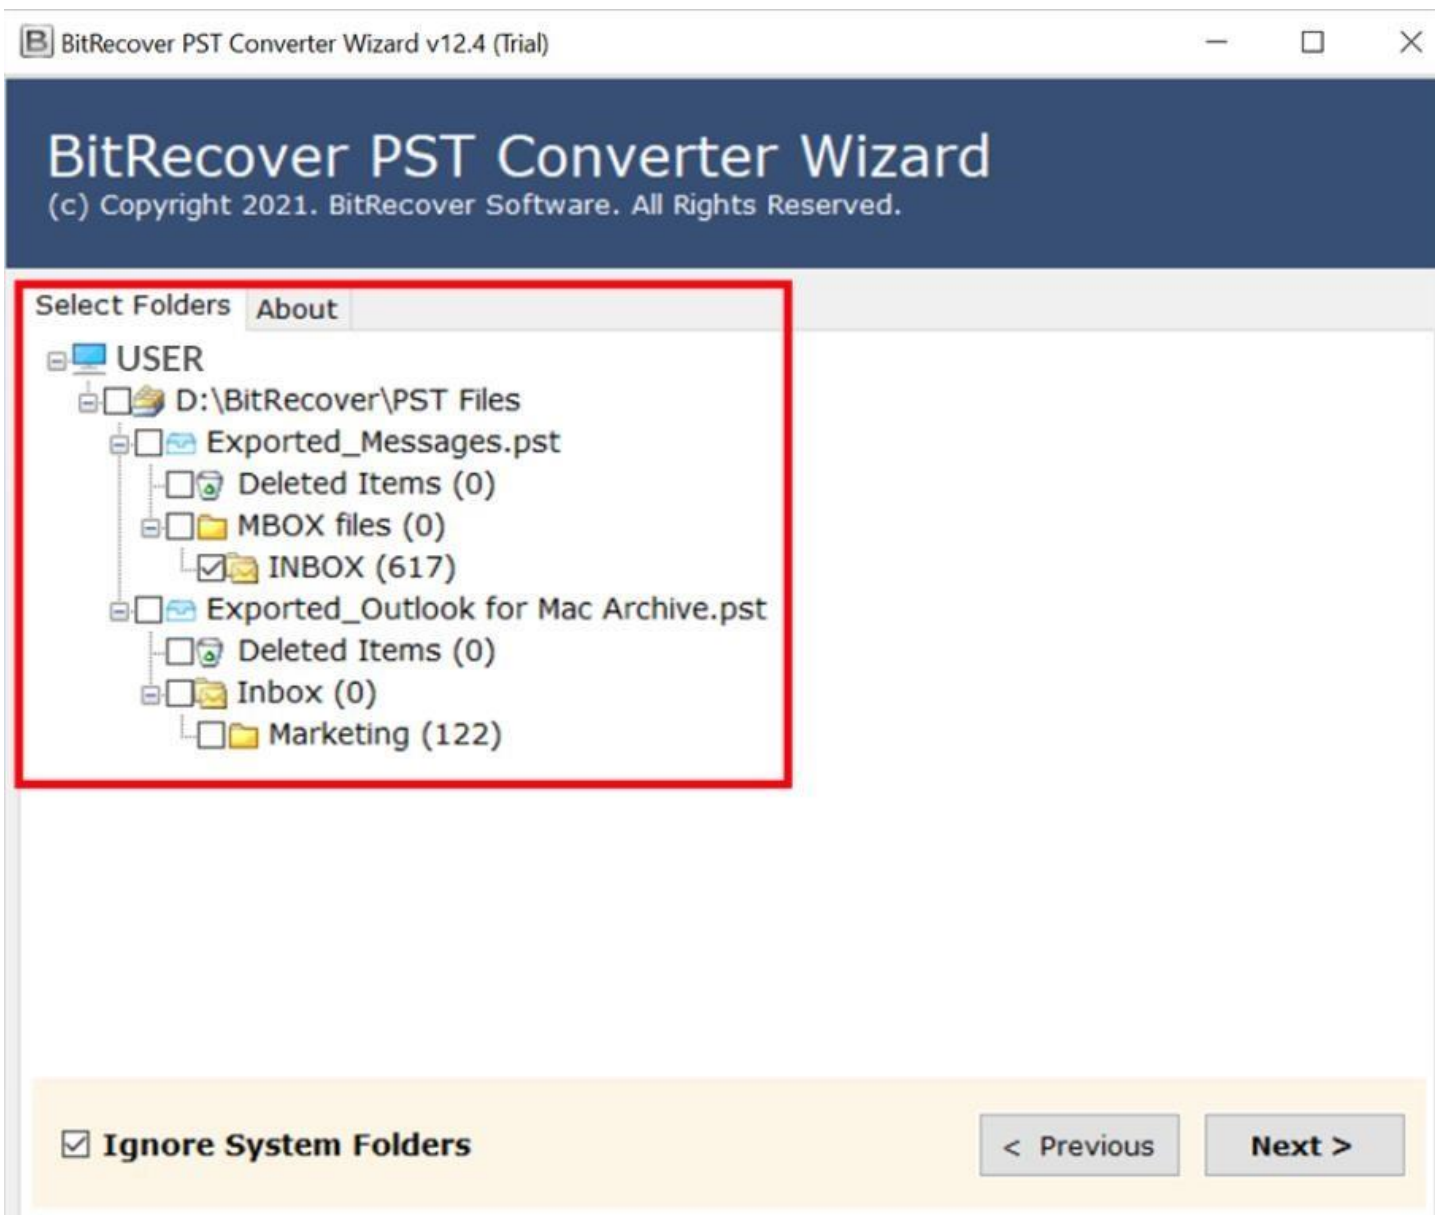 BitRecover PST Converter Wizard v12.4 (Trial)
BitRecover PST Converter Wizard
(c) Copyright 2021. BitRecover Software. All Rights Reserved.
Select Folders About
USER
D:\BitRecover\PST Files
Exported_Messages.pst
Deleted Items (0)
MBOX files (0)
INBOX (617)
Exported_Outlook for Mac Archive.pst
Deleted Items (0)
Inbox (0)
Marketing (122)
Ignore System Folders < Previous Next >